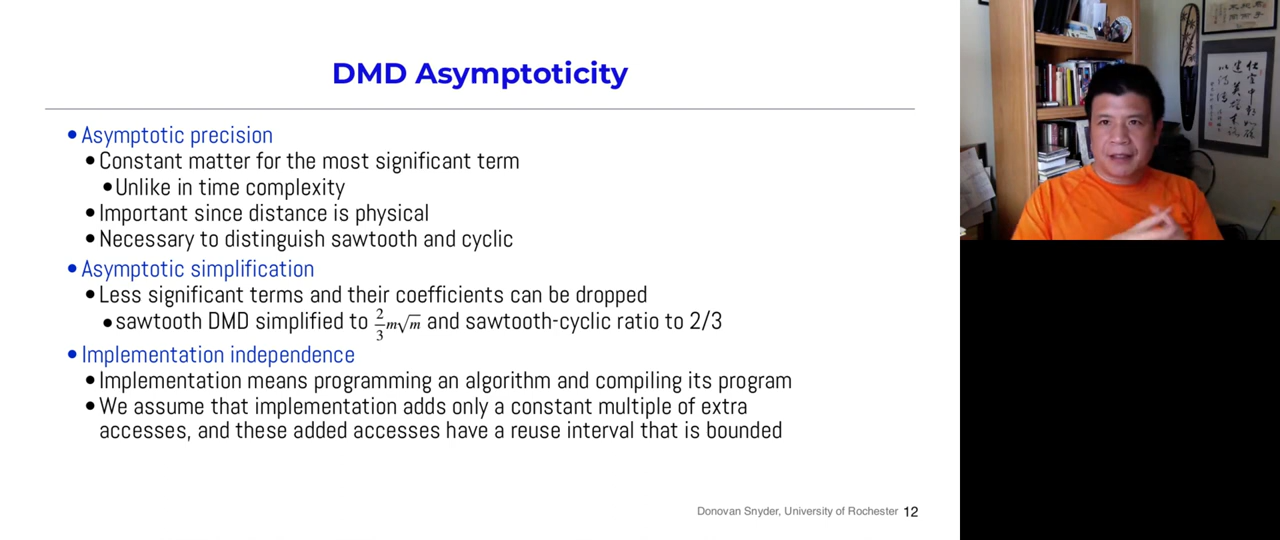 DMD Asymptoticity
• Asymptotic precision
• Constant matter for the most significant term
• Unlike in time complexity
• Important since distance is physical
• Necessary to distinguish sawtooth and cyclic
• Asymptotic simplification
• Less significant terms and their coefficients can be dropped
• sawtooth DMD simplified to 2/3 m√m and sawtooth-cyclic ratio to 2/3
• Implementation independence
• Implementation means programming an algorithm and compiling its program
• We assume that implementation adds only a constant multiple of extra
accesses, and these added accesses have a reuse interval that is bounded
Donovan Snyder, University of Rochester 12